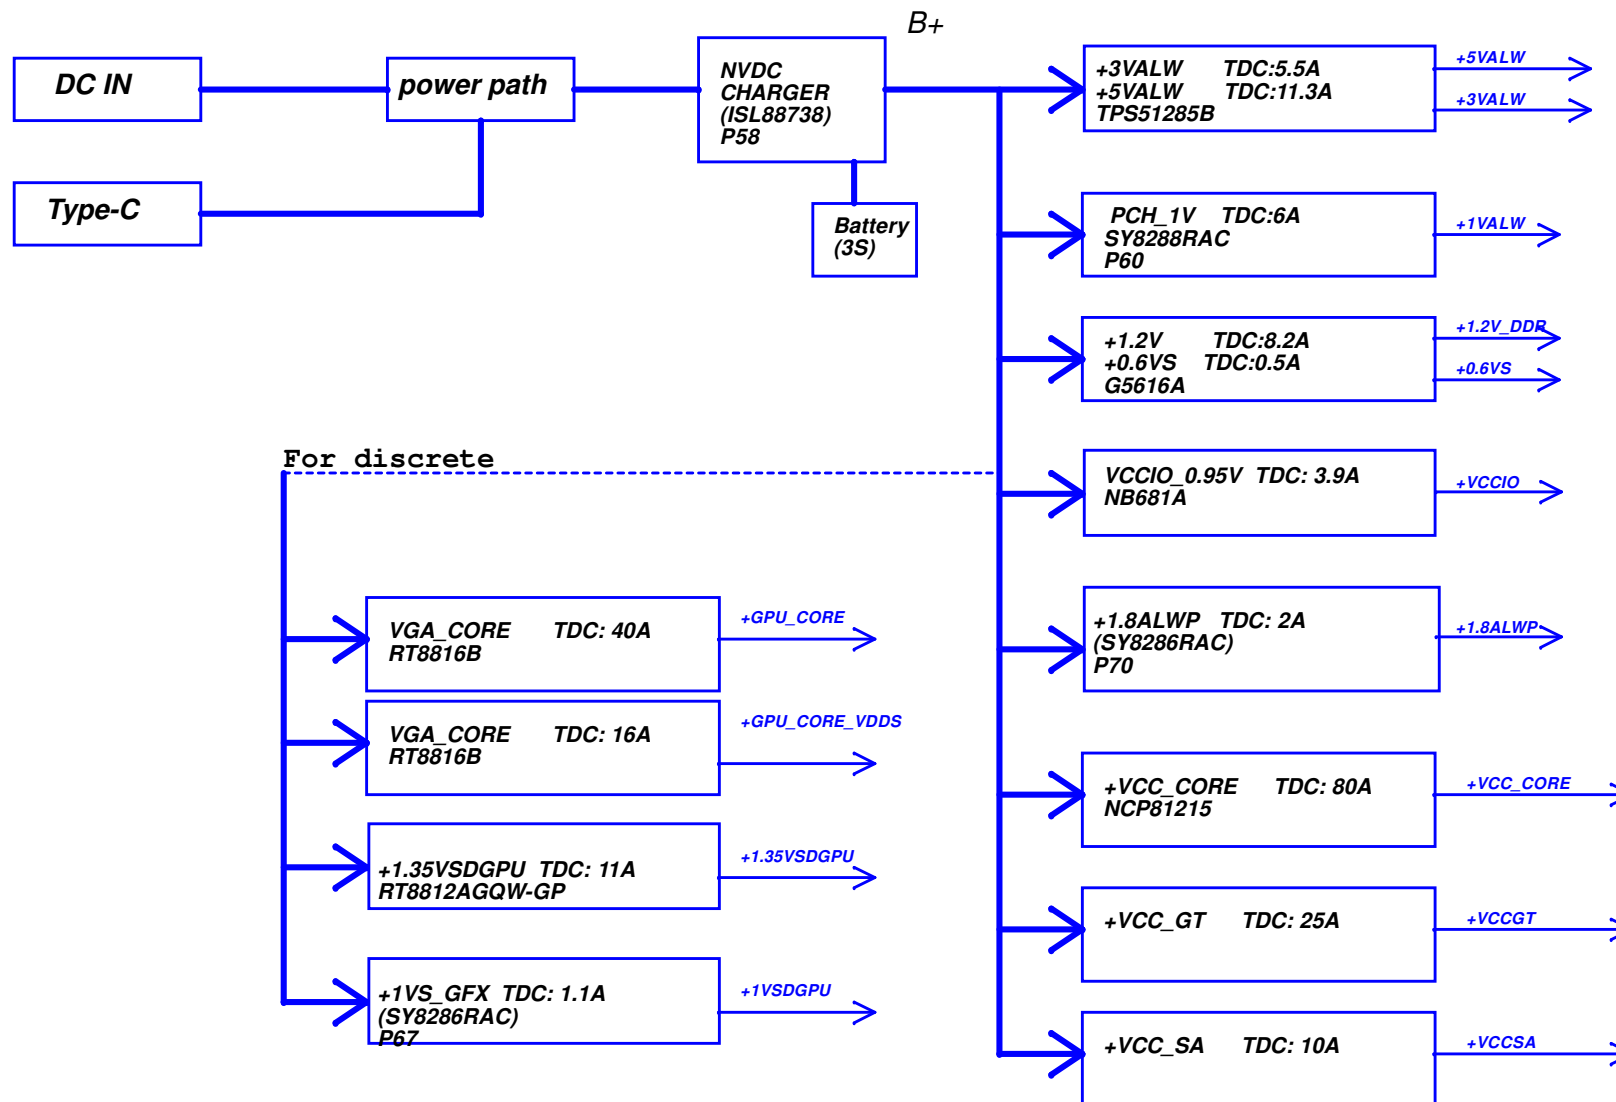 B+
DC IN
power path
NVDC
CHARGER
(ISL88738)
P58
Type-C
Battery
(3S)
+3VALW TDC:5.5A
+5VALW TDC:11.3A
TPS51285B
+5VALW
+3VALW
PCH_1V TDC:6A
SY8288RAC
P60
+1VALW
+1.2V TDC:8.2A
+0.6VS TDC:0.5A
G5616A
+1.2V_DDR
+0.6VS
VCCIO_0.95V TDC: 3.9A
NB681A
+VCCIO
+1.8ALWP TDC: 2A
(SY8286RAC)
P70
+1.8ALWP
+VCC_CORE TDC: 80A
NCP81215
+VCC_CORE
+VCC_GT TDC: 25A
+VCCGT
+VCC_SA TDC: 10A
+VCCSA
For discrete
VGA_CORE TDC: 40A
RT8816B
+GPU_CORE
VGA_CORE TDC: 16A
RT8816B
+GPU_CORE_VDDS
+1.35VSDGPU TDC: 11A
RT8812AGQW-GP
+1.35VSDGPU
+1VS_GFX TDC: 1.1A
(SY8286RAC)
P67
+1VSDGPU